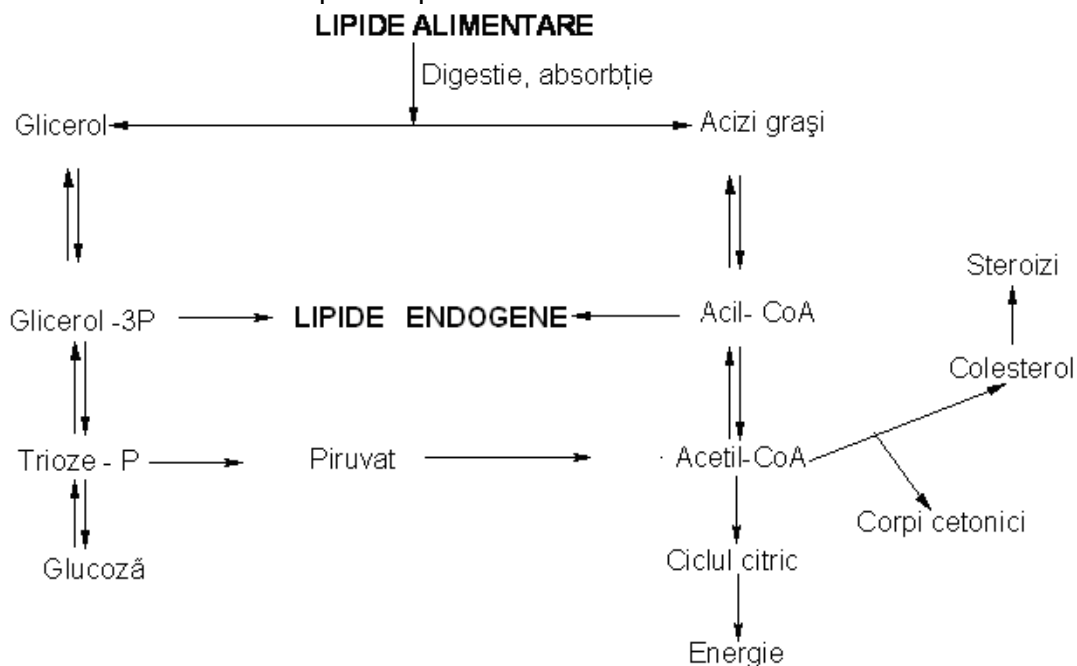 LIPIDE ALIMENTARE
Digestie, absorbție
Glicerol
Acizi graşi
Steroizi
Glicerol -3P
LIPIDE ENDOGENE
Acil- CoA
Colesterol
Trioze - P
Piruvat
Acetil-CoA
Corpi cetonici
Glucoză
Ciclul citric
Energie